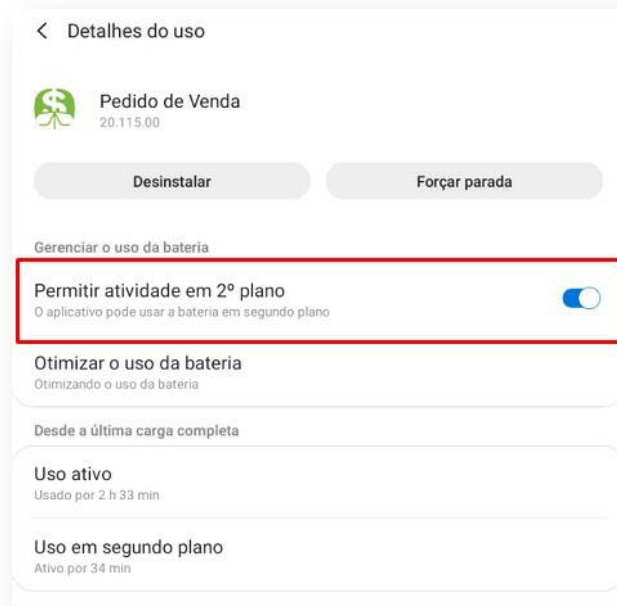 Detalhes do uso
Pedido de Venda
20.115.00
Desinstalar
Forçar parada
Gerenciar o uso da bateria
Permitir atividade em 2º plano
O aplicativo pode usar a bateria em segundo plano
Otimizar o uso da bateria
Otimizando o uso da bateria
Desde a última carga completa
Uso ativo
Usado por 2 h 33 min
Uso em segundo plano
Ativo por 34 min